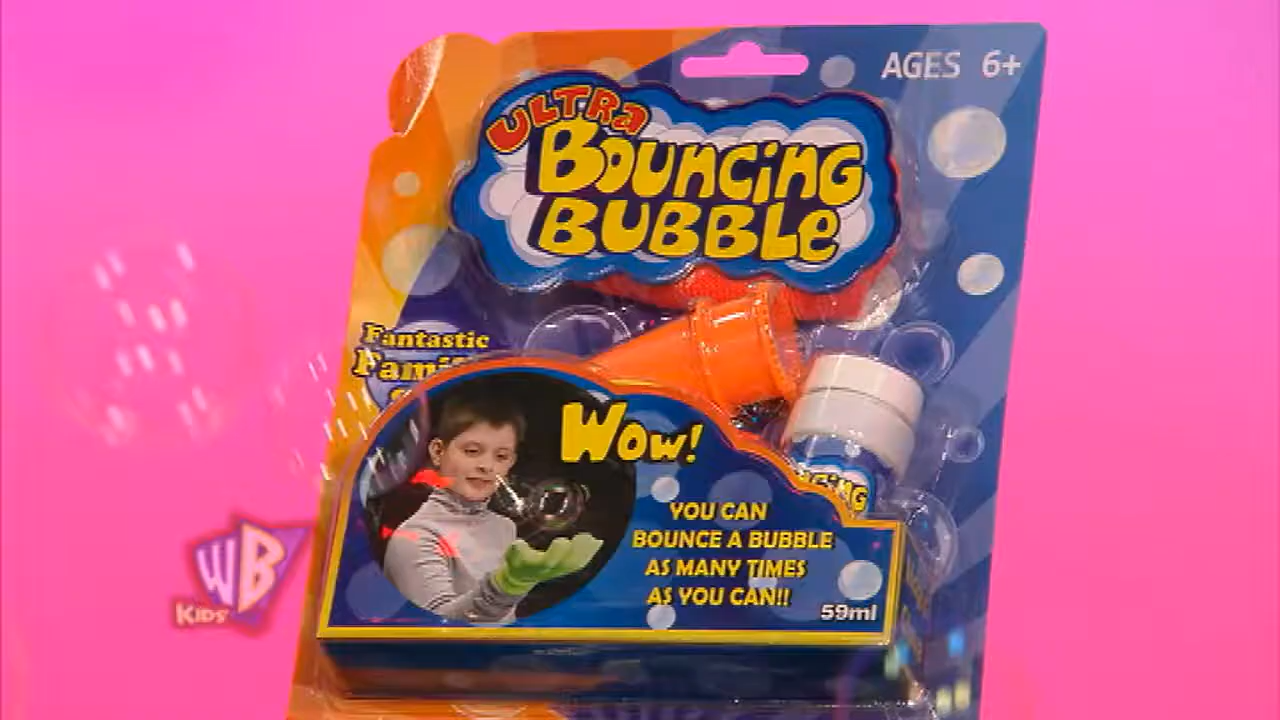 AGES 6+
ULTRA
BOUNCING
BUBBLE
Fantastic
WOW!
YOU CAN
BOUNCE A BUBBLE
AS MANY TIMES
AS YOU CAN!!
59ml
WB
KIDS